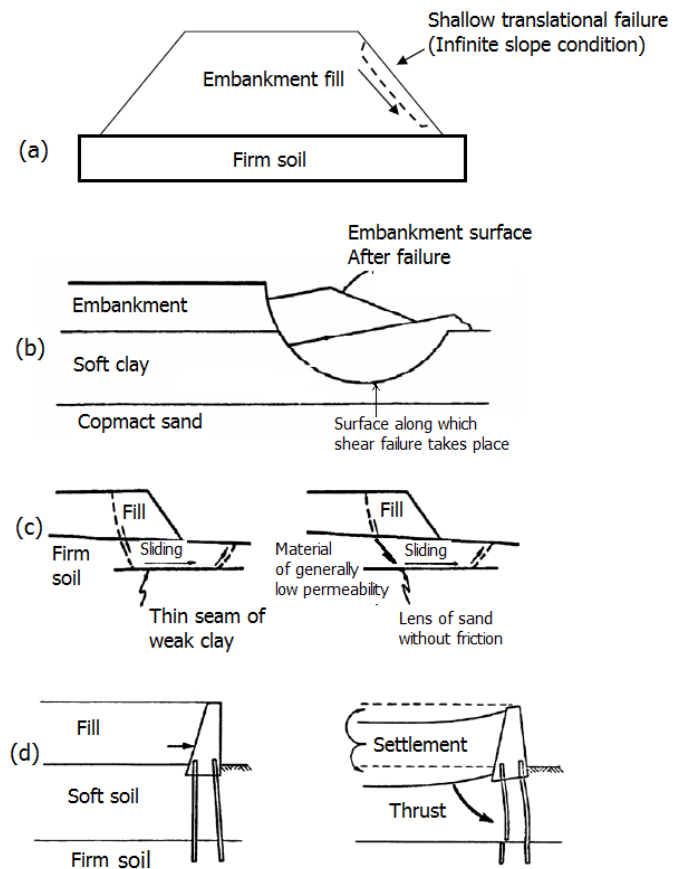 Shallow translational failure
(Infinite slope condition)
Embankment fill
(a)
Firm soil
Embankment surface
After failure
Embankment
(b)
Soft clay
Copmact sand
Surface along which
shear failure takes place
(c)
Fill
Firm
soil
Sliding
Thin seam of
weak clay
Fill
Material
of generally
low permeability
Sliding
Lens of sand
without friction
(d)
Fill
Soft soil
Firm soil
Settlement
Thrust